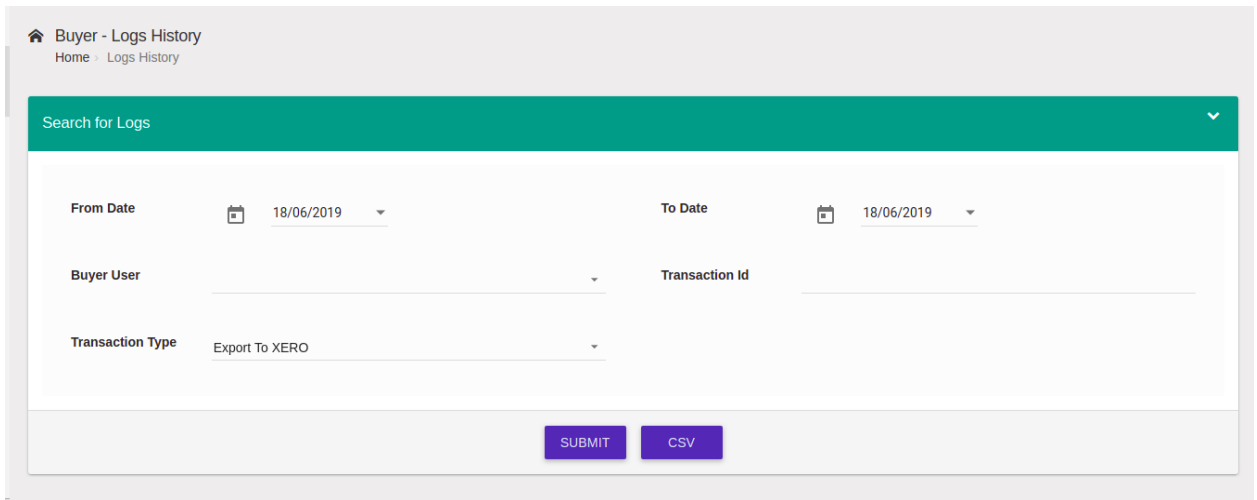 Buyer - Logs History
Home › Logs History
Search for Logs
From Date 18/06/2019 To Date 18/06/2019
Buyer User Transaction Id
Transaction Type Export To XERO
SUBMIT CSV